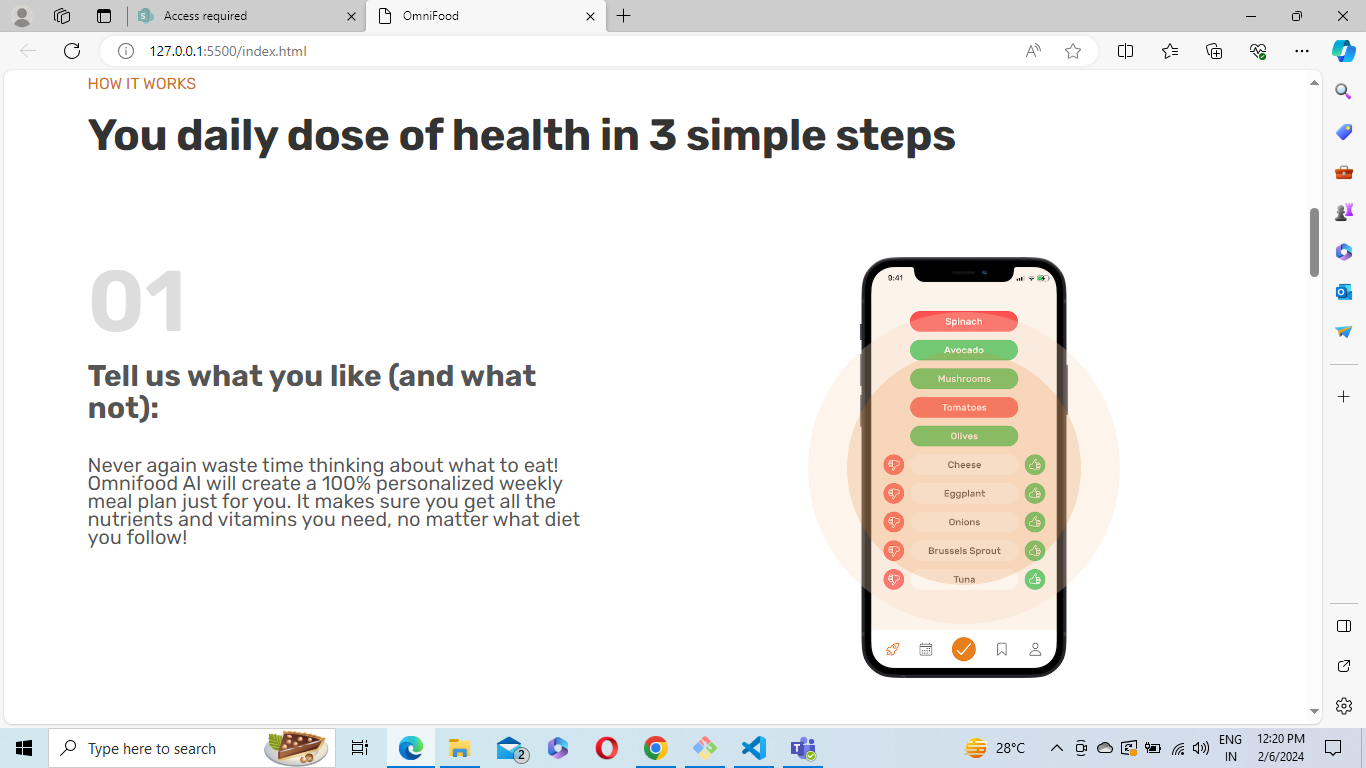 Access required
OmniFood
127.0.0.1:5500/index.html
HOW IT WORKS
You daily dose of health in 3 simple steps
01
Tell us what you like (and what
not):
Never again waste time thinking about what to eat!
Omnifood AI will create a 100% personalized weekly
meal plan just for you. It makes sure you get all the
nutrients and vitamins you need, no matter what diet
you follow!
9:41
Spinach
Avocado
Mushrooms
Tomatoes
Olives
Cheese
Eggplant
Onions
Brussels Sprout
Tuna
Type here to search
2
28°C
ENG
IN
12:20 PM
2/6/2024